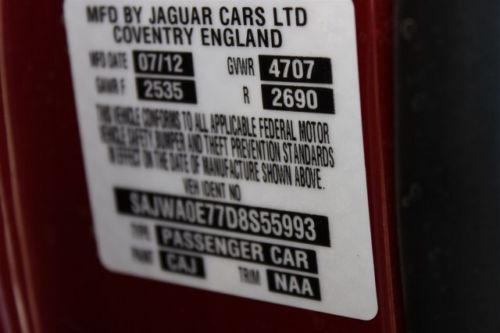 MFD BY JAGUAR CARS LTD
COVENTRY ENGLAND
MFD DATE 07/12 GVWR 4707
GAWR F 2535 R 2690
THIS VEHICLE CONFORMS TO ALL APPLICABLE FEDERAL MOTOR
VEHICLE SAFETY BUMPER AND THEFT PREVENTION STANDARDS
IN EFFECT ON THE DATE OF MANUFACTURE SHOWN ABOVE.
VEH IDENT NO
SAJWA0E77D8S55993
TYPE PASSENGER CAR
PAINT CAJ TRIM NAA